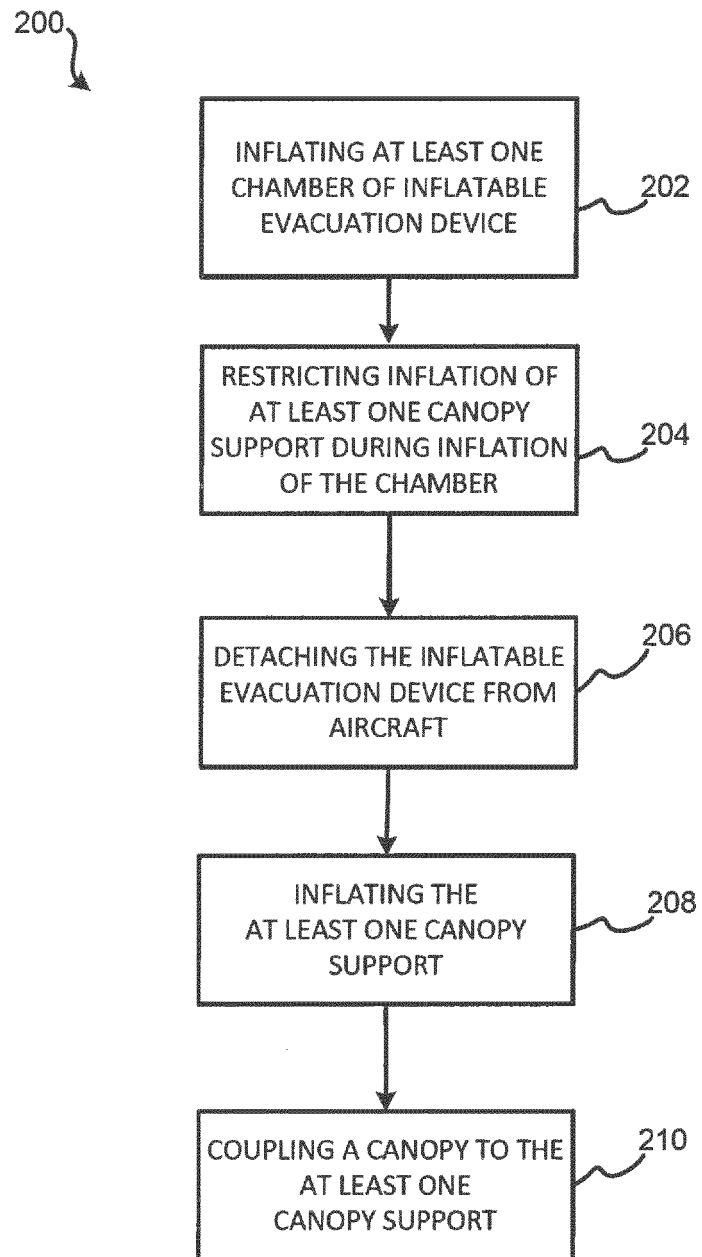 200
INFLATING AT LEAST ONE
CHAMBER OF INFLATABLE
EVACUATION DEVICE
202
RESTRICTING INFLATION OF
AT LEAST ONE CANOPY
SUPPORT DURING INFLATION
OF THE CHAMBER
204
DETACHING THE INFLATABLE
EVACUATION DEVICE FROM
AIRCRAFT
206
INFLATING THE
AT LEAST ONE CANOPY
SUPPORT
208
COUPLING A CANOPY TO THE
AT LEAST ONE
CANOPY SUPPORT
210